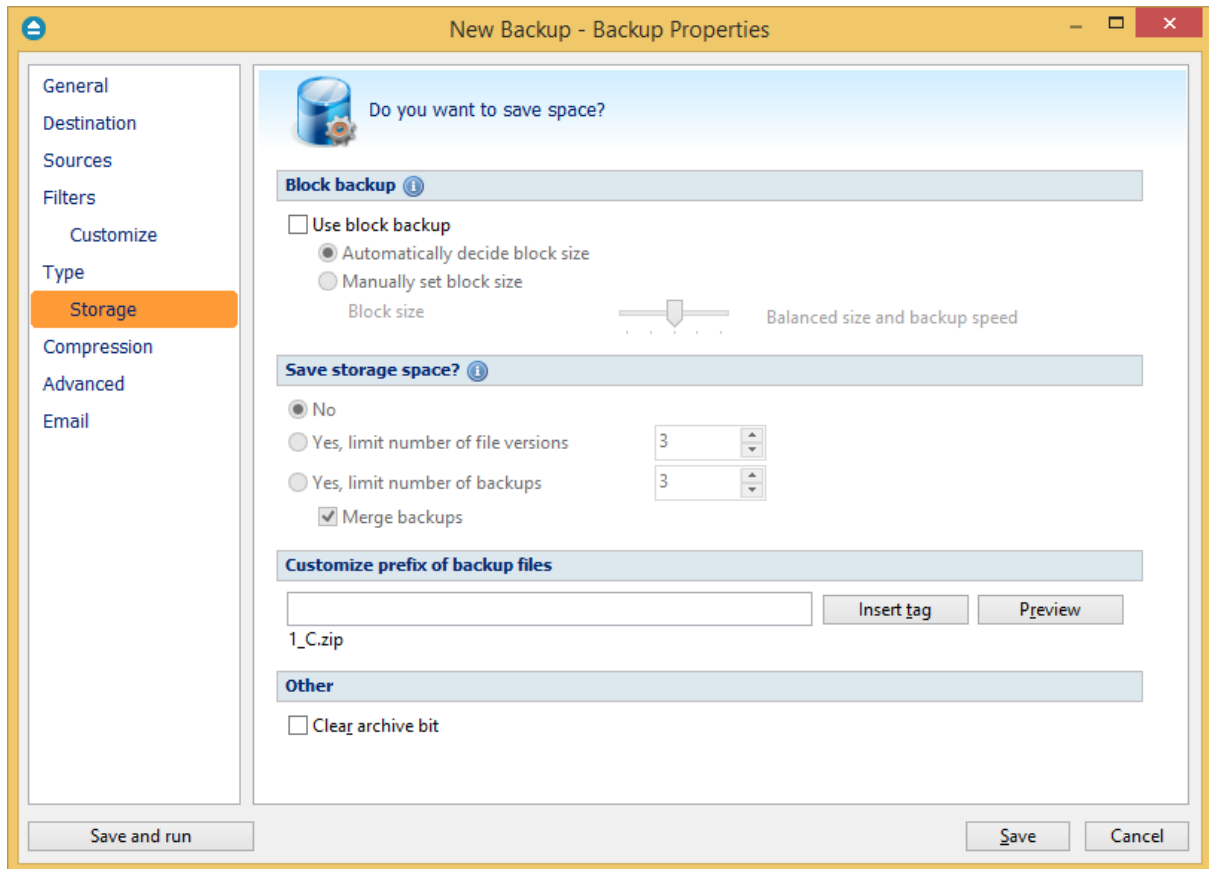 New Backup - Backup Properties
General
Destination
Sources
Filters
Customize
Type
Storage
Compression
Advanced
Email
Do you want to save space?
Block backup
Use block backup
Automatically decide block size
Manually set block size
Block size
Balanced size and backup speed
Save storage space?
No
Yes, limit number of file versions 3
Yes, limit number of backups 3
Merge backups
Customize prefix of backup files
Insert tag Preview
1_C.zip
Other
Clear archive bit
Save and run Save Cancel